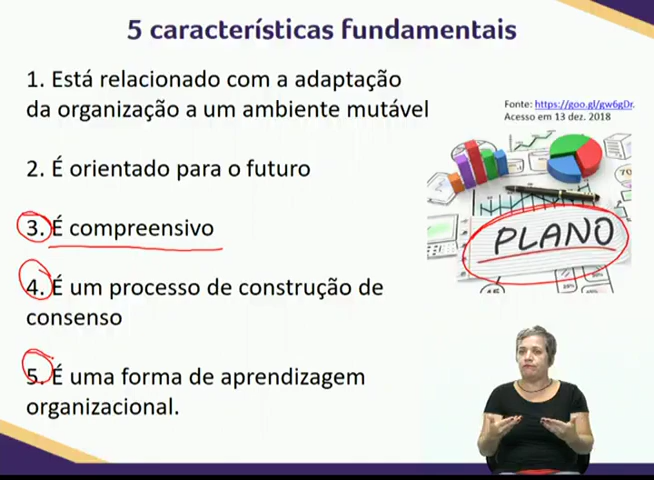 5 características fundamentais
1. Está relacionado com a adaptação
da organização a um ambiente mutável
2. É orientado para o futuro
3. É compreensivo
4. É um processo de construção de
consenso
5. É uma forma de aprendizagem
organizacional.
Fonte: https://goo.gl/gw6gDr.
Acesso em 13 dez. 2018
PLANO